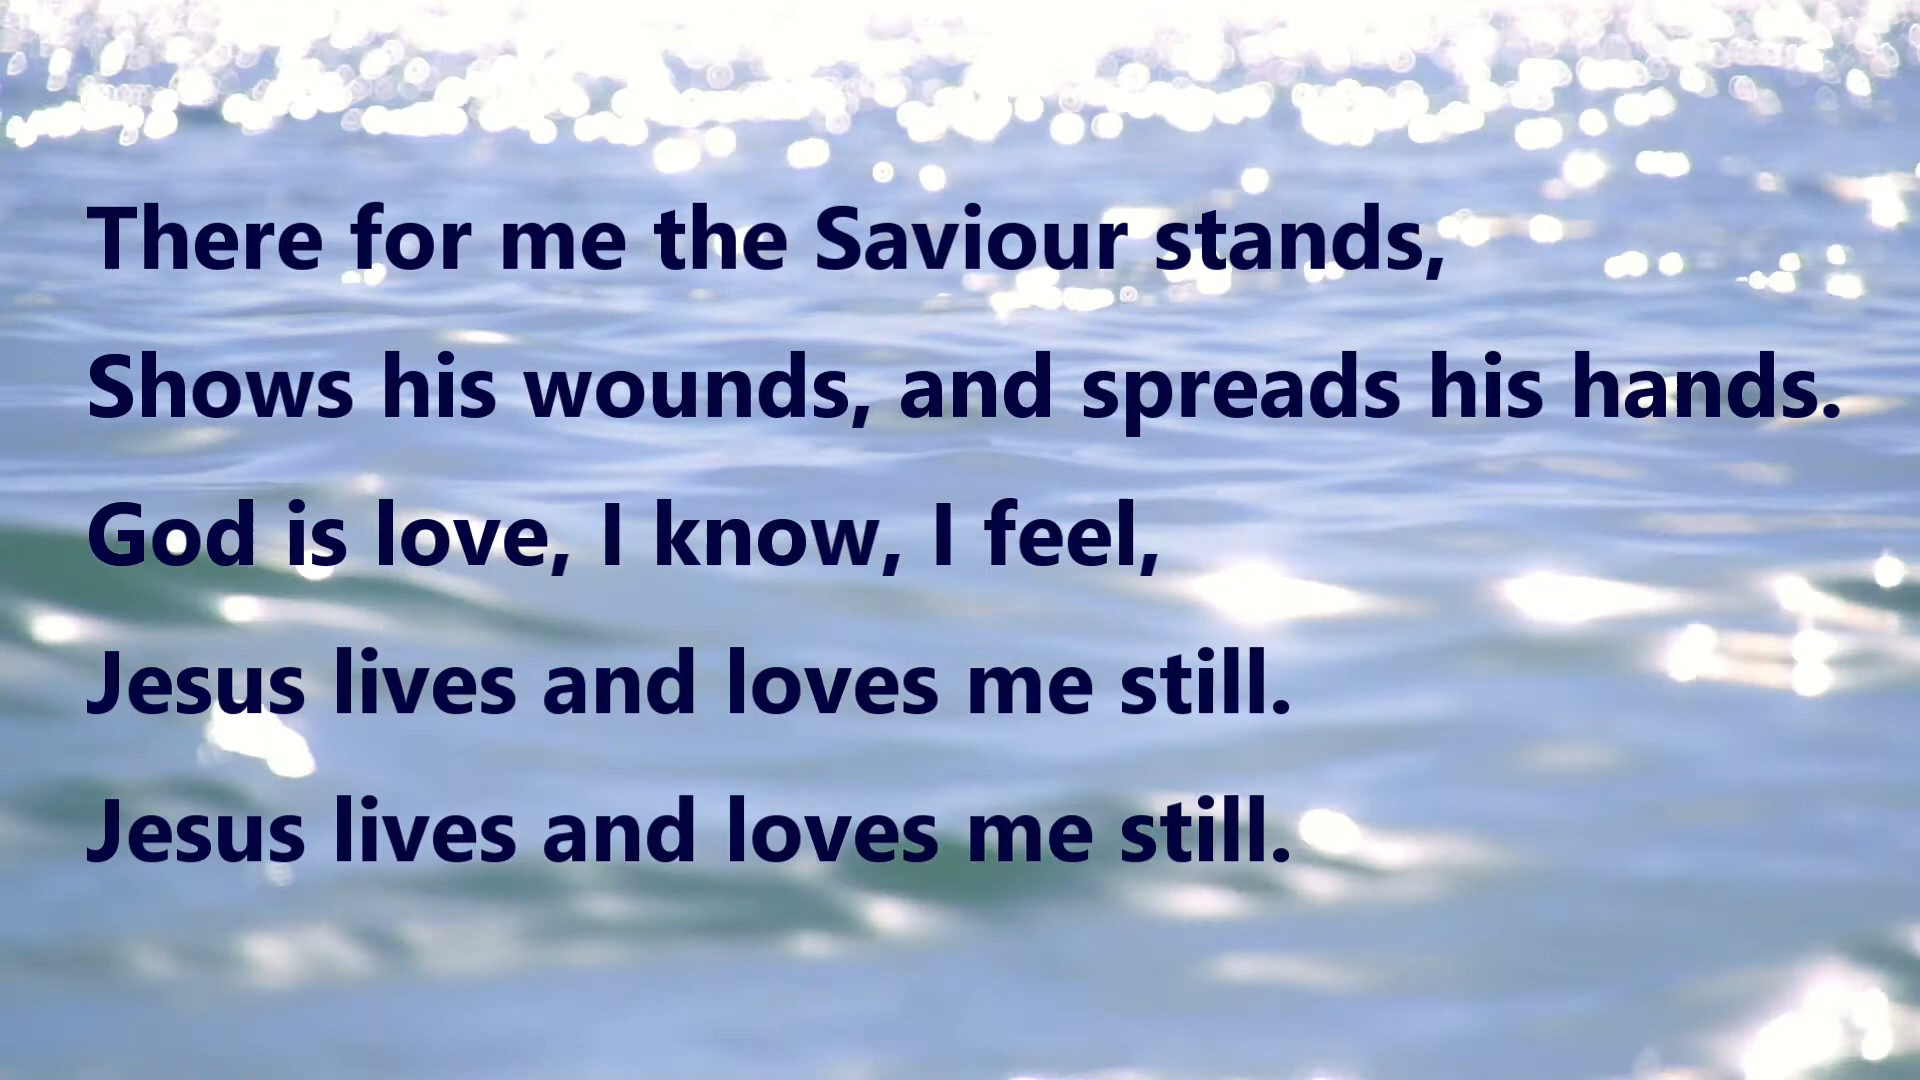 There for me the Saviour stands,
Shows his wounds, and spreads his hands.
God is love, I know, I feel,
Jesus lives and loves me still.
Jesus lives and loves me still.